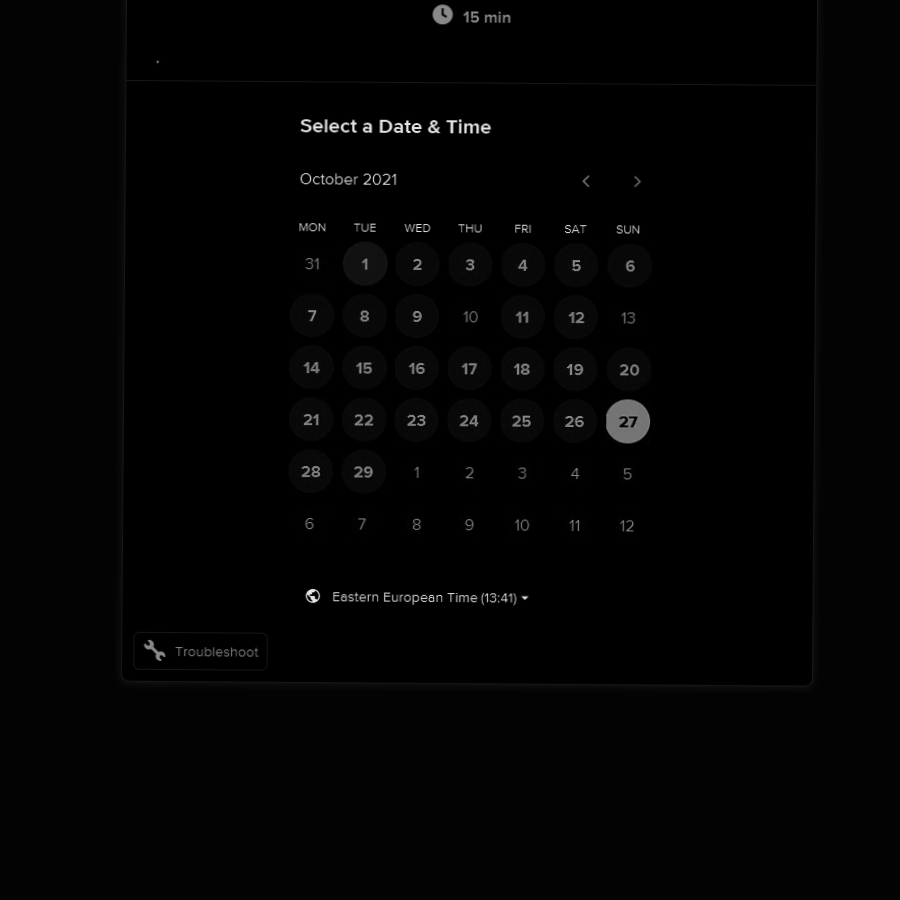 15 min
.
Select a Date & Time
October 2021
MON TUE WED THU FRI SAT SUN
31 1 2 3 4 5 6
7 8 9 10 11 12 13
14 15 16 17 18 19 20
21 22 23 24 25 26 27
28 29 1 2 3 4 5
6 7 8 9 10 11 12
Eastern European Time (13:41)
Troubleshoot